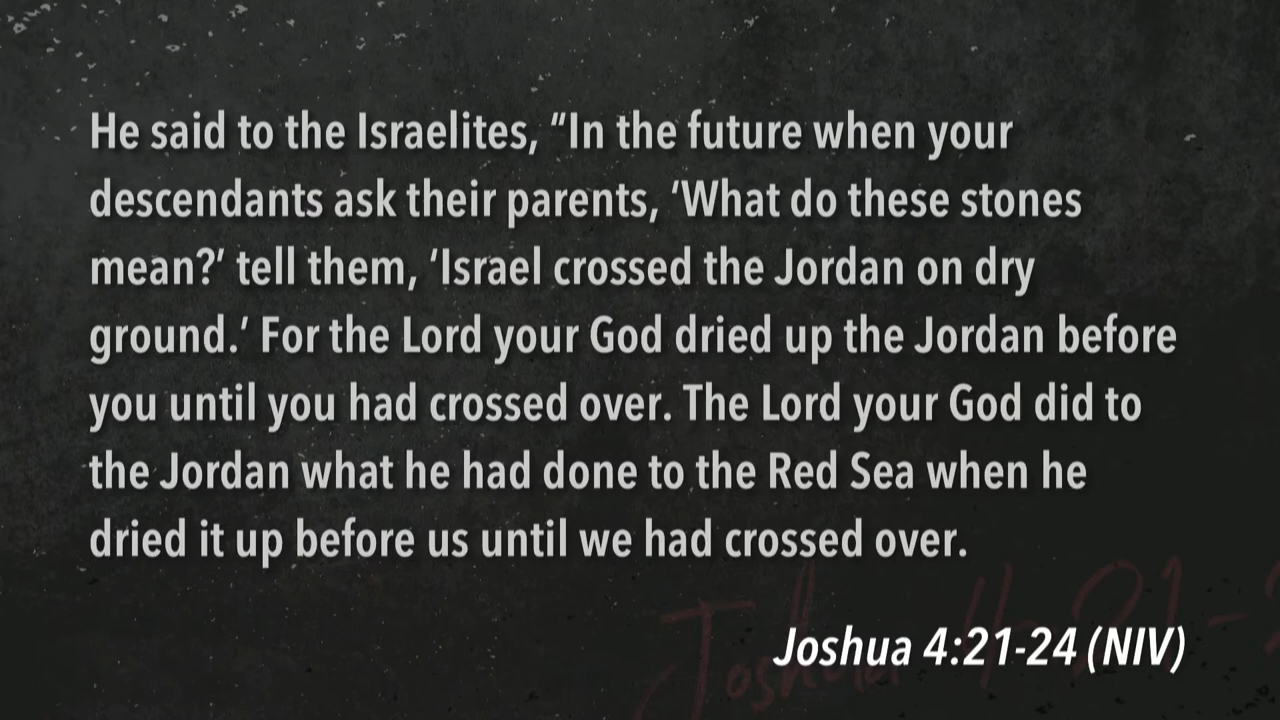 He said to the Israelites, “In the future when your
descendants ask their parents, ‘What do these stones
mean?’ tell them, ‘Israel crossed the Jordan on dry
ground.’ For the Lord your God dried up the Jordan before
you until you had crossed over. The Lord your God did to
the Jordan what he had done to the Red Sea when he
dried it up before us until we had crossed over.
Joshua 4:21-24 (NIV)
Joshua 4:21-2